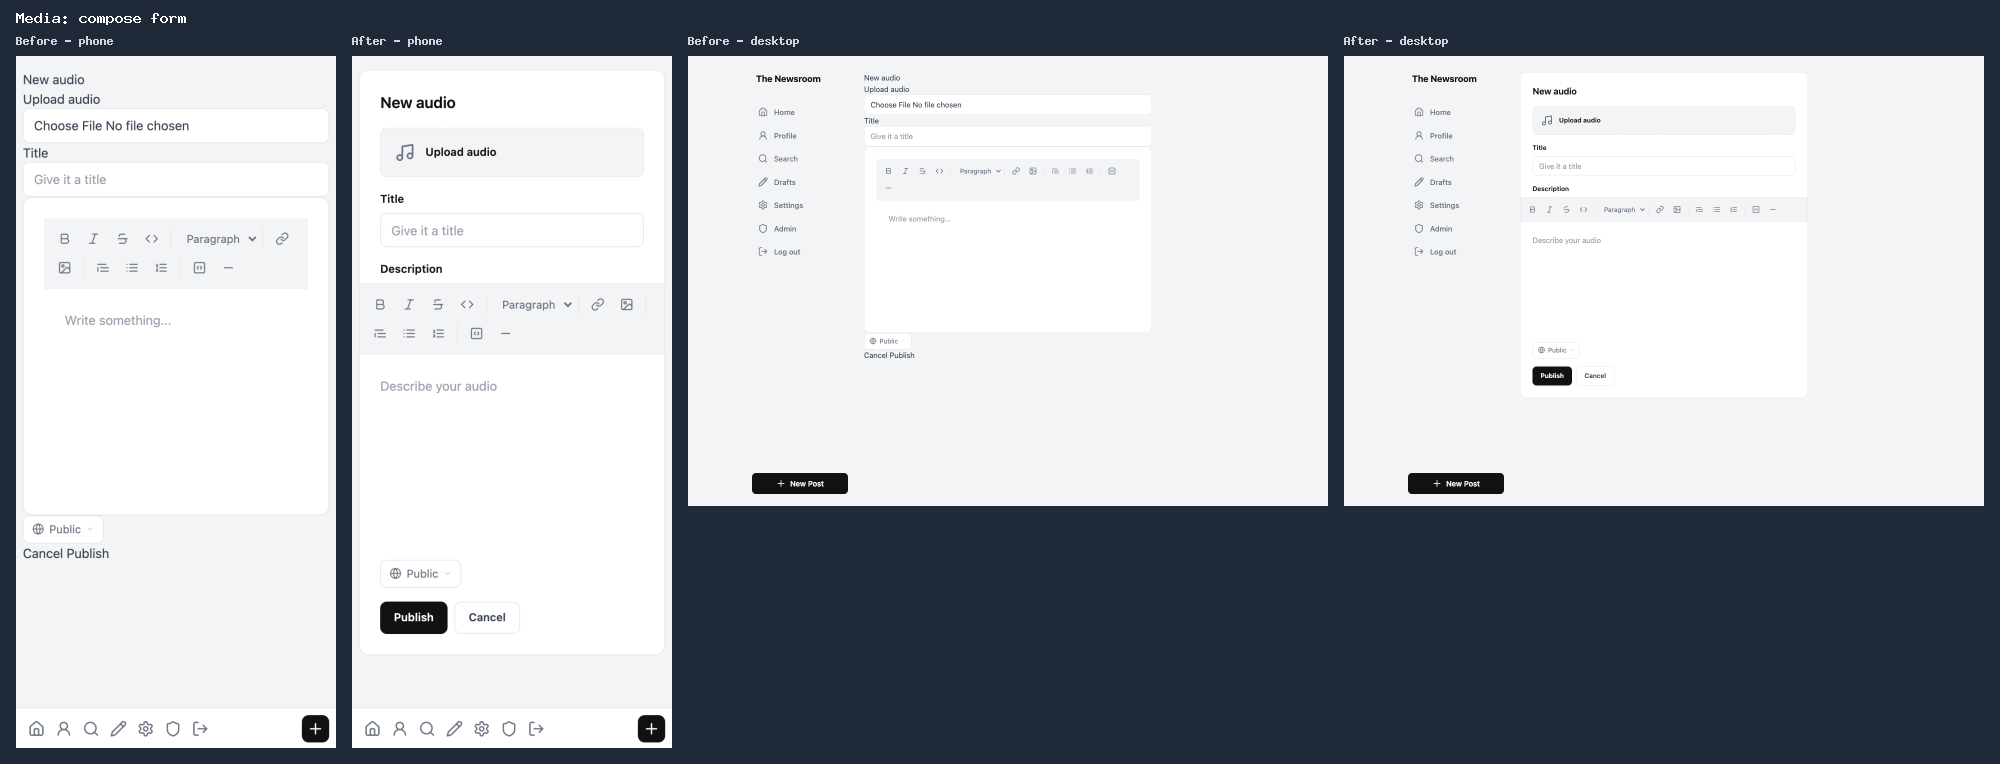 Media: compose form
Before - phone
New audio
Upload audio
Choose File No file chosen
Title
Give it a title
Paragraph
Write something...
Public
Cancel Publish
After - phone
New audio
Upload audio
Title
Give it a title
Description
Paragraph
Describe your audio
Public
Publish Cancel
Before - desktop
The Newsroom
Home
Profile
Search
Drafts
Settings
Admin
Log out
New Post
New audio
Upload audio
Choose File No file chosen
Title
Give it a title
Paragraph
Write something...
Public
Cancel Publish
After - desktop
The Newsroom
Home
Profile
Search
Drafts
Settings
Admin
Log out
New Post
New audio
Upload audio
Title
Give it a title
Description
Paragraph
Describe your audio
Public
Publish Cancel